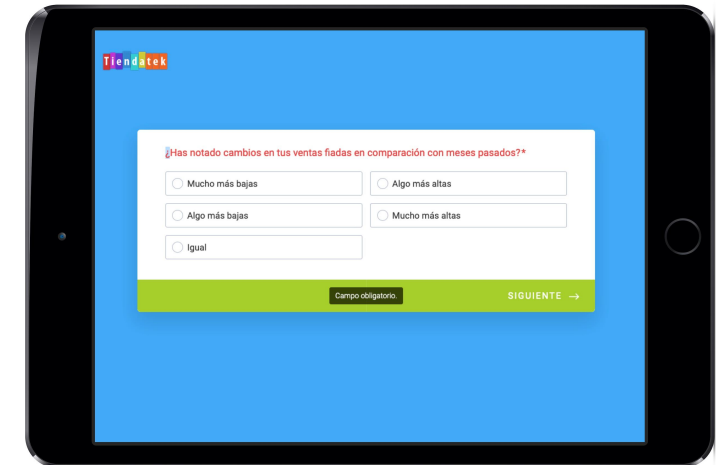 Tiendatek
¿Has notado cambios en tus ventas fiadas en comparación con meses pasados?*
Mucho más bajas
Algo más altas
Algo más bajas
Mucho más altas
Igual
Campo obligatorio.
SIGUIENTE →